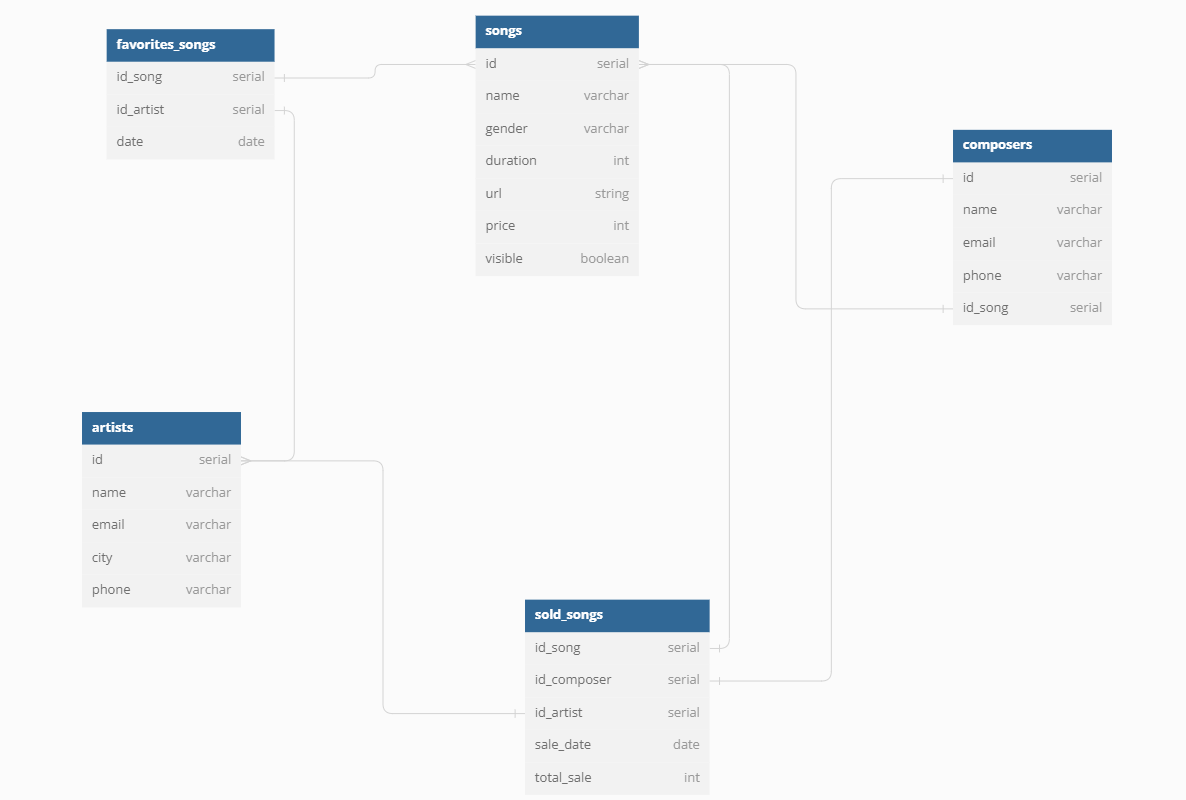 favorites_songs
id_song serial
id_artist serial
date date
songs
id serial
name varchar
gender varchar
duration int
url string
price int
visible boolean
composers
id serial
name varchar
email varchar
phone varchar
id_song serial
artists
id serial
name varchar
email varchar
city varchar
phone varchar
sold_songs
id_song serial
id_composer serial
id_artist serial
sale_date date
total_sale int